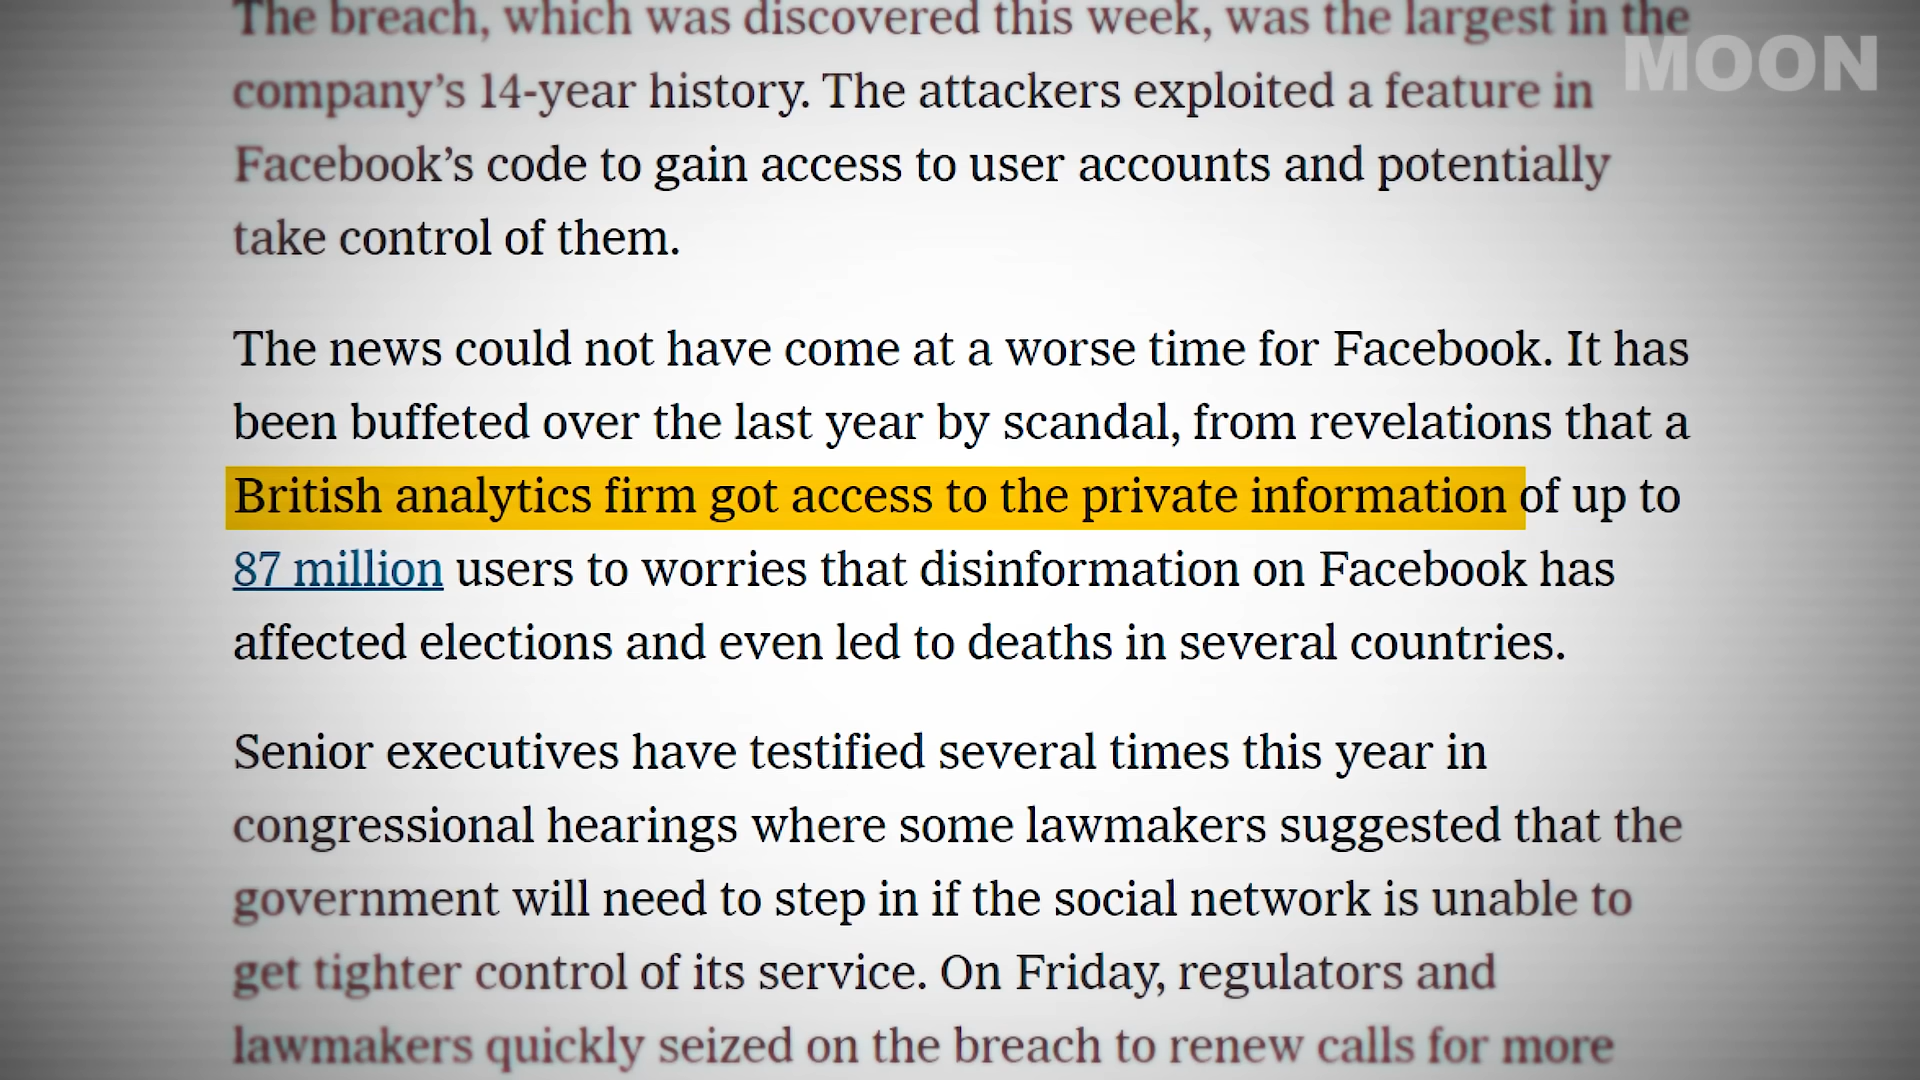 MOON
The breach, which was discovered this week, was the largest in the
company’s 14-year history. The attackers exploited a feature in
Facebook’s code to gain access to user accounts and potentially
take control of them.
The news could not have come at a worse time for Facebook. It has
been buffeted over the last year by scandal, from revelations that a
British analytics firm got access to the private information of up to
87 million users to worries that disinformation on Facebook has
affected elections and even led to deaths in several countries.
Senior executives have testified several times this year in
congressional hearings where some lawmakers suggested that the
government will need to step in if the social network is unable to
get tighter control of its service. On Friday, regulators and
lawmakers quickly seized on the breach to renew calls for more